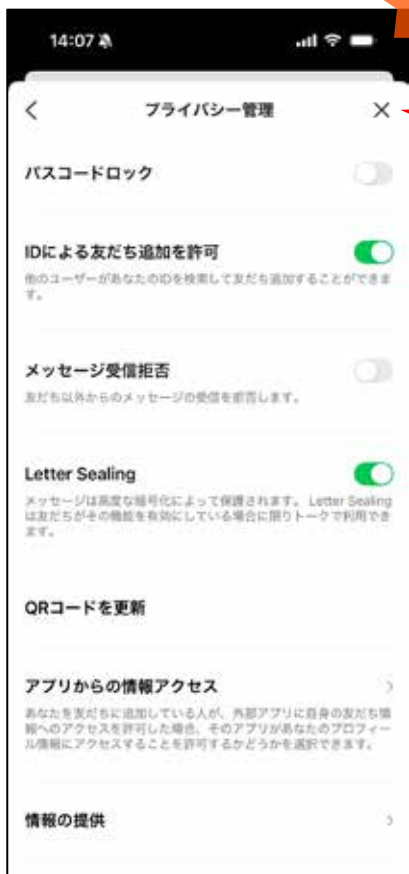 14:07
プライバシー管理
パスコードロック
IDによる友だち追加を許可
他のユーザーがあなたのIDを検索して友だち追加することができま
す。
メッセージ受信拒否
友だち以外からのメッセージの受信を拒否します。
Letter Sealing
メッセージは高度な暗号化によって保護されます。 Letter Sealing
は友だちがその機能を有効にしている場合に限りトークで利用でき
ます。
QRコードを更新
アプリからの情報アクセス
あなたを友だちに追加している人が、外部アプリに自身の友だち情
報へのアクセスを許可した場合、そのアプリがあなたのプロフィー
ル情報にアクセスすることを許可するかどうかを選択できます。
情報の提供